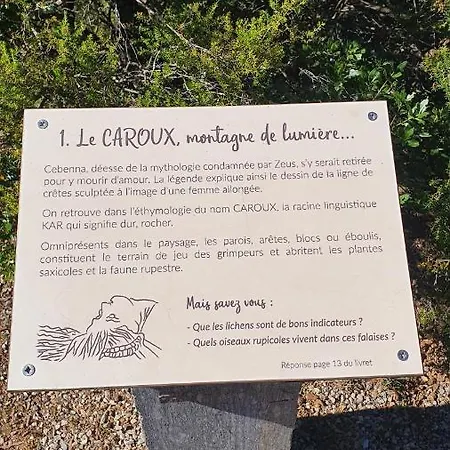 1. Le CAROUX, montagne de lumière...
Cebenna, déesse de la mythologie condamnée par Zeus, s'y serait retirée
pour y mourir d'amour. La légende explique ainsi le dessin de la ligne de
crêtes sculptée à l'image d'une femme allongée.
On retrouve dans l'éthymologie du nom CAROUX, la racine linguistique
KAR qui signifie dur, rocher.
Omniprésents dans le paysage, les parois, arêtes, blocs ou éboulis,
constituent le terrain de jeu des grimpeurs et abritent les plantes
saxicoles et la faune rupestre.
Mais savez vous :
- Que les lichens sont de bons indicateurs ?
- Quels oiseaux rupicoles vivent dans ces falaises ?
Réponse page 13 du livret